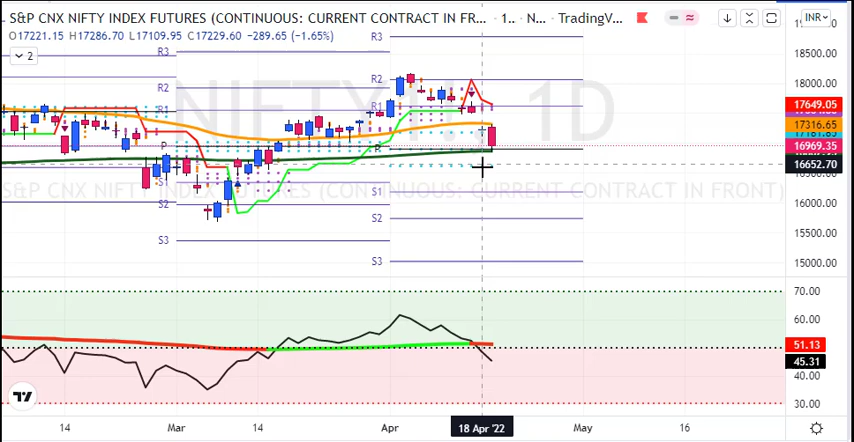 S&P CNX NIFTY INDEX FUTURES (CONTINUOUS: CURRENT CONTRACT IN FR... · 1... · N... · TradingV...
INR
O17221.15 H17286.70 L17109.95 C17229.60 -289.65 (-1.65%)
2
R3
R3
R2
R2
R1
R1
P
P
S1
S1
S2
S2
S3
S3
NIFTY
1D
S&P CNX NIFTY INDEX FUTURES (CONTINUOUS: CURRENT CONTRACT IN FRONT)
18500.00
18000.00
17649.05
17316.65
16969.35
16652.70
16000.00
15500.00
15000.00
70.00
60.00
51.13
45.31
40.00
30.00
14
Mar
14
Apr
18 Apr '22
May
16